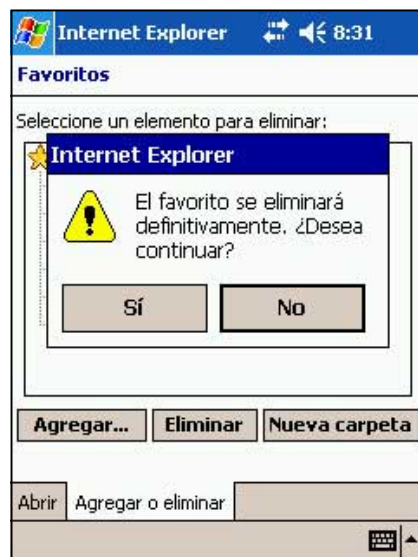 Internet Explorer 8:31
Favoritos
Seleccione un elemento para eliminar:
Internet Explorer
El favorito se eliminará
definitivamente. ¿Desea
continuar?
Sí No
Agregar... Eliminar Nueva carpeta
Abrir Agregar o eliminar